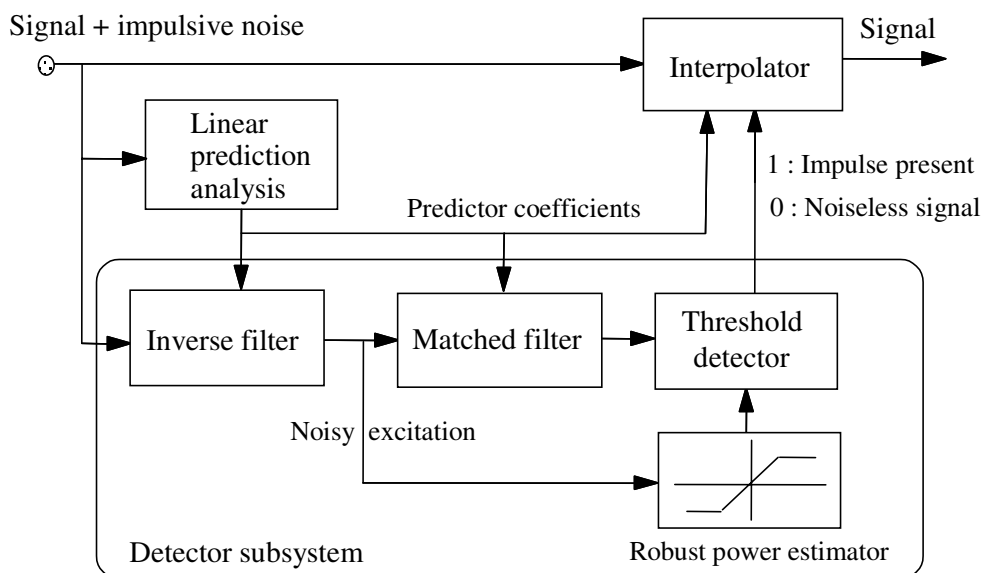 Signal + impulsive noise
Signal
Interpolator
Linear
prediction
analysis
1 : Impulse present
0 : Noiseless signal
Predictor coefficients
Inverse filter
Matched filter
Threshold
detector
Noisy excitation
Detector subsystem
Robust power estimator